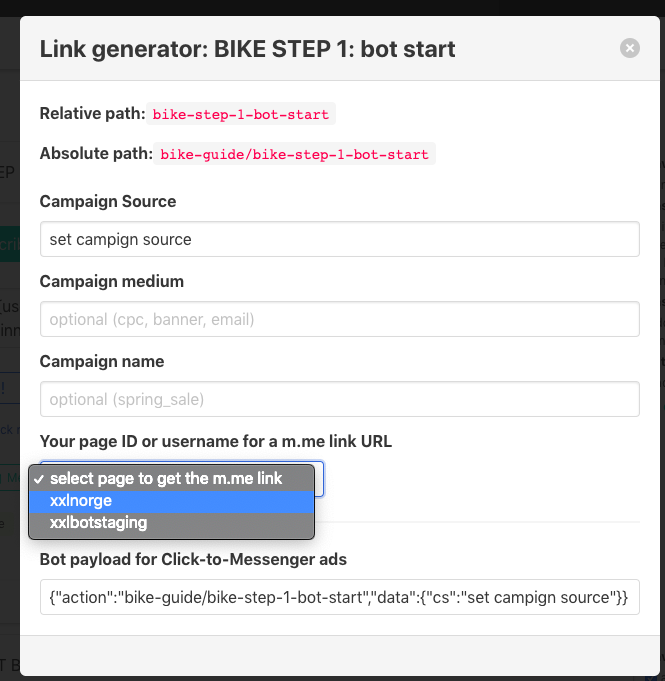 Link generator: BIKE STEP 1: bot start
Relative path: bike-step-1-bot-start
Absolute path: bike-guide/bike-step-1-bot-start
Campaign Source
set campign source
Campaign medium
optional (cpc, banner, email)
Campaign name
optional (spring_sale)
Your page ID or username for a m.me link URL
✓ select page to get the m.me link
xxlnorge
xxlbotstaging
Bot payload for Click-to-Messenger ads
{"action":"bike-guide/bike-step-1-bot-start","data":{"cs":"set campign source"}}